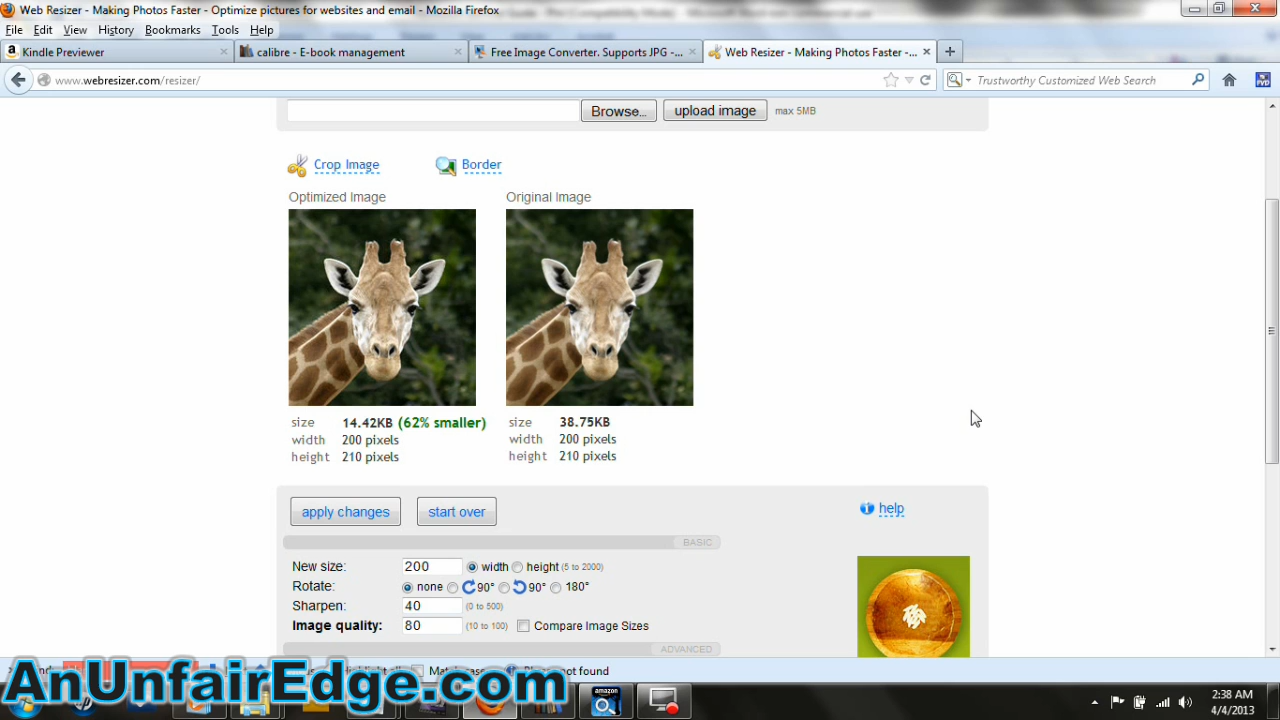 Web Resizer - Making Photos Faster - Optimize pictures for websites and email - Mozilla Firefox
File Edit View History Bookmarks Tools Help
Kindle Previewer
calibre - E-book management
Free Image Converter. Supports JPG -...
Web Resizer - Making Photos Faster -...
www.webresizer.com/resizer/
Trustworthy Customized Web Search
FVD
Browse... upload image max 5MB
Crop Image Border
Optimized Image Original Image
size 14.42KB (62% smaller) size 38.75KB
width 200 pixels width 200 pixels
height 210 pixels height 210 pixels
apply changes start over help
BASIC
New size: 200 width height (5 to 2000)
Rotate: none 90° 90° 180°
Sharpen: 40 (0 to 500)
Image quality: 80 (10 to 100) Compare Image Sizes
ADVANCED
not found
AnUnfairEdge.com
amazon
2:38 AM
4/4/2013